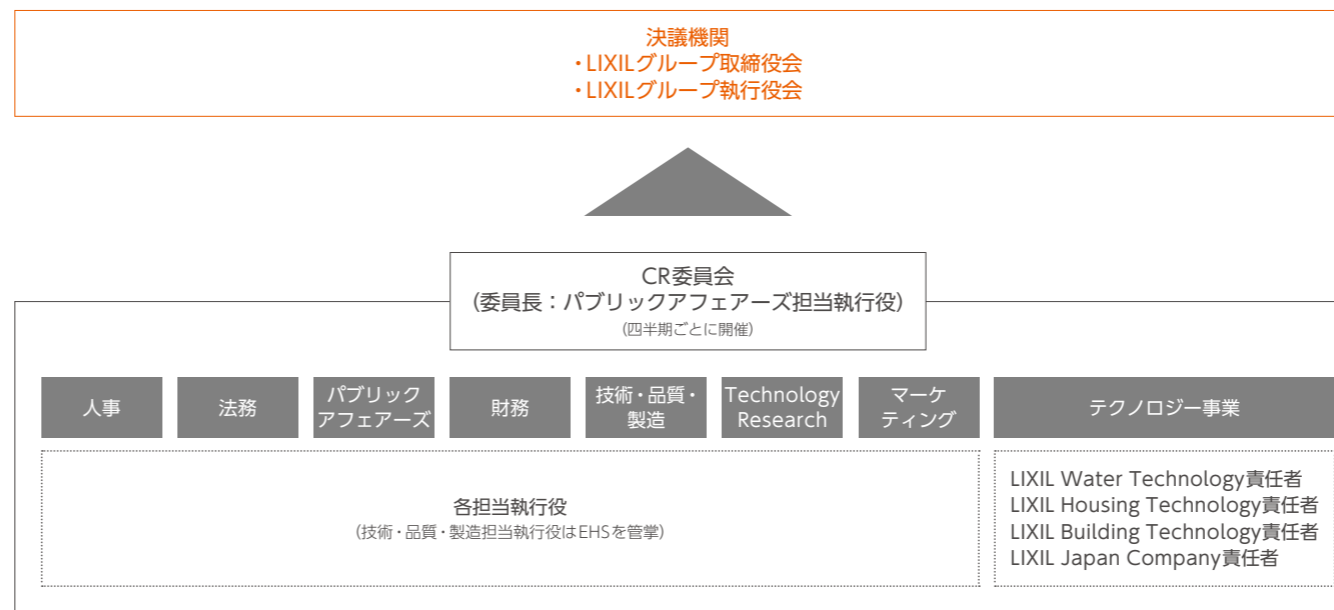 決議機関
・LIXILグループ取締役会
・LIXILグループ執行役会
CR委員会
(委員長：パブリックアフェアーズ担当執行役)
(四半期ごとに開催)
人事
法務
パブリック
アフェアーズ
財務
技術・品質・
製造
Technology
Research
マーケ
ティング
テクノロジー事業
各担当執行役
(技術・品質・製造担当執行役はEHSを管掌)
LIXIL Water Technology責任者
LIXIL Housing Technology責任者
LIXIL Building Technology責任者
LIXIL Japan Company責任者